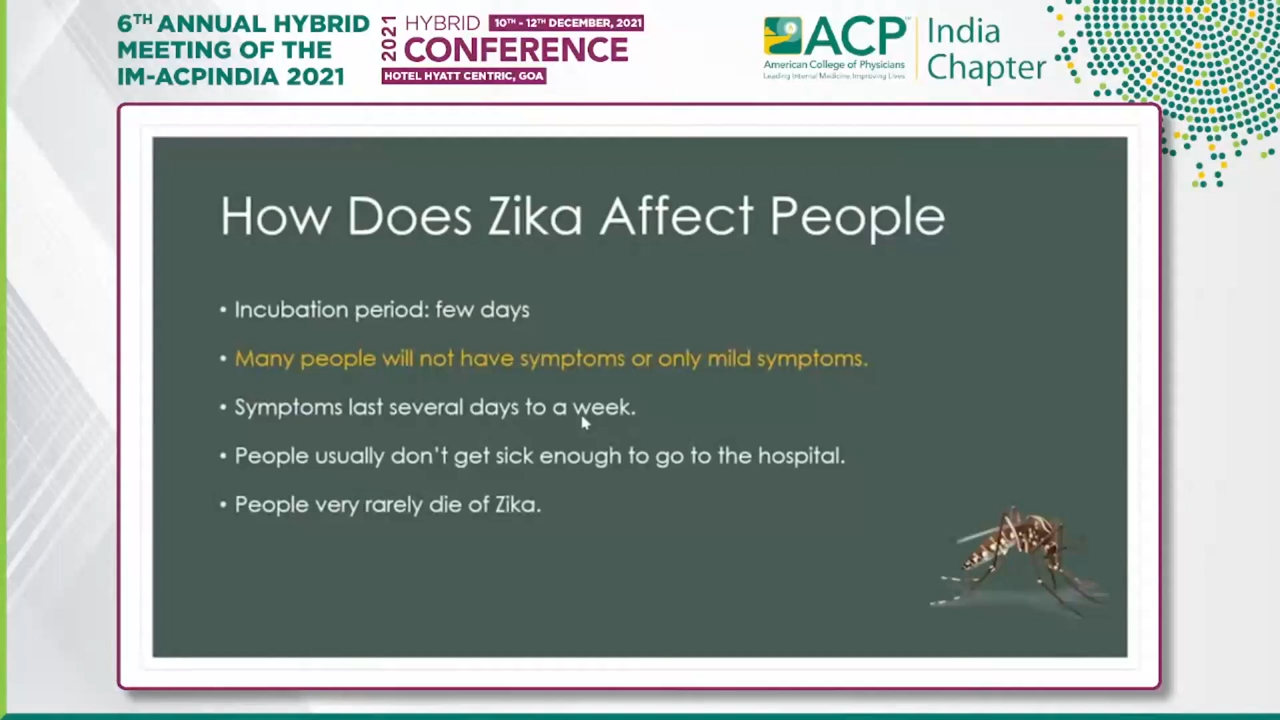 6TH ANNUAL HYBRID
MEETING OF THE
IM-ACPINDIA 2021
2021
HYBRID 10TH - 12TH DECEMBER, 2021
CONFERENCE
HOTEL HYATT CENTRIC, GOA
ACP
American College of Physicians
Leading Internal Medicine, Improving Lives
India
Chapter
How Does Zika Affect People
• Incubation period: few days
• Many people will not have symptoms or only mild symptoms.
• Symptoms last several days to a week.
• People usually don't get sick enough to go to the hospital.
• People very rarely die of Zika.